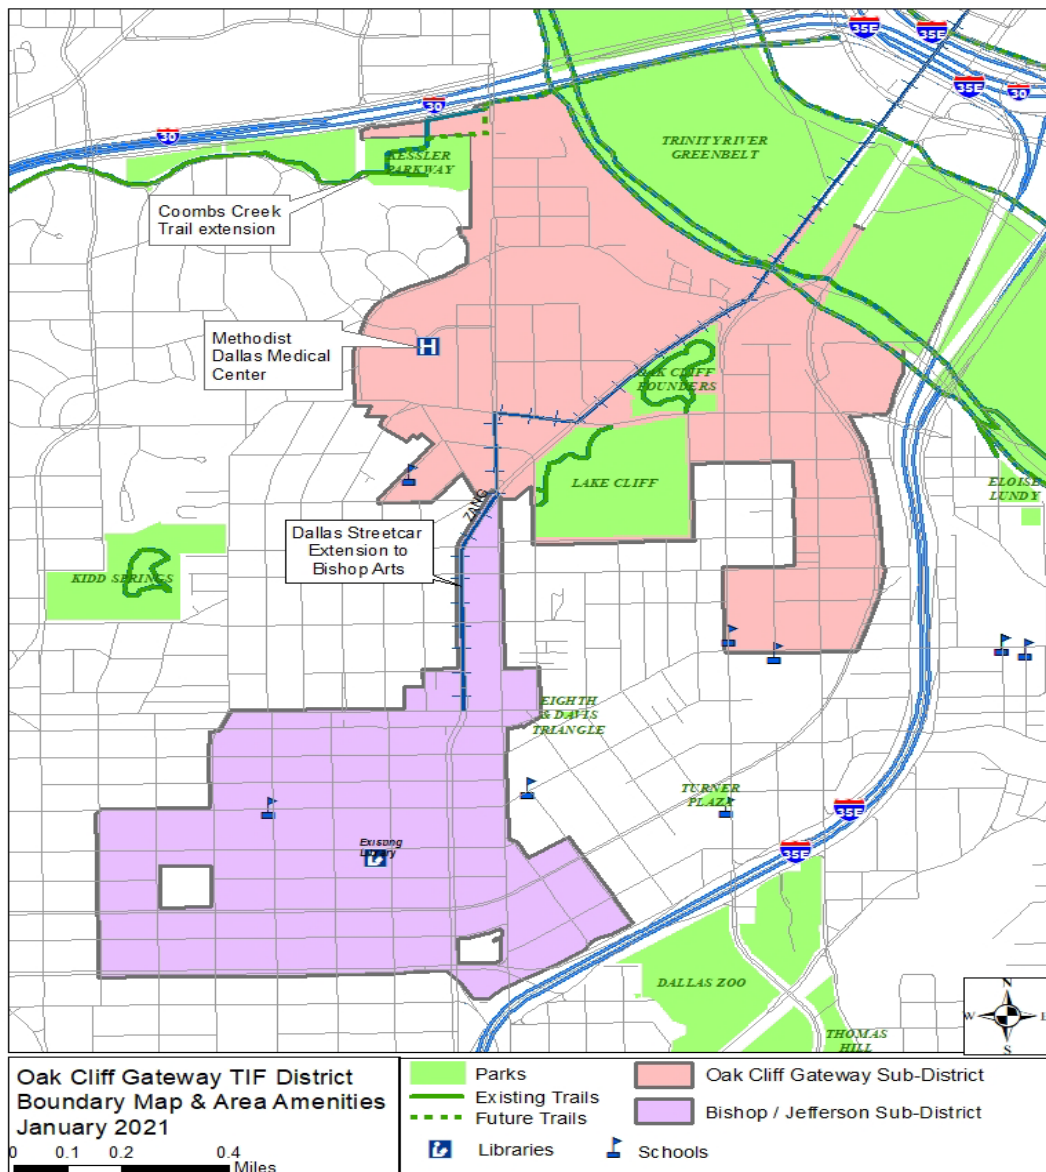 35E
35E
35E
30
30
30
TRINITY RIVER
GREENBELT
KESSLER
PARKWAY
Coombs Creek
Trail extension
Methodist
Dallas Medical
Center
H
OAK CLIFF
FOUNDERS
LAKE CLIFF
ELOISE
LUNDY
ZANG
Dallas Streetcar
Extension to
Bishop Arts
KIDD SPRINGS
EIGHTH
& DAVIS
TRIANGLE
TURNER
PLAZA
35E
35E
Existing
Library
DALLAS ZOO
THOMAS
HILL
N
W E
S
Oak Cliff Gateway TIF District
Boundary Map & Area Amenities
January 2021
0 0.1 0.2 0.4
Miles
Parks
Existing Trails
Future Trails
Libraries
Schools
Oak Cliff Gateway Sub-District
Bishop / Jefferson Sub-District